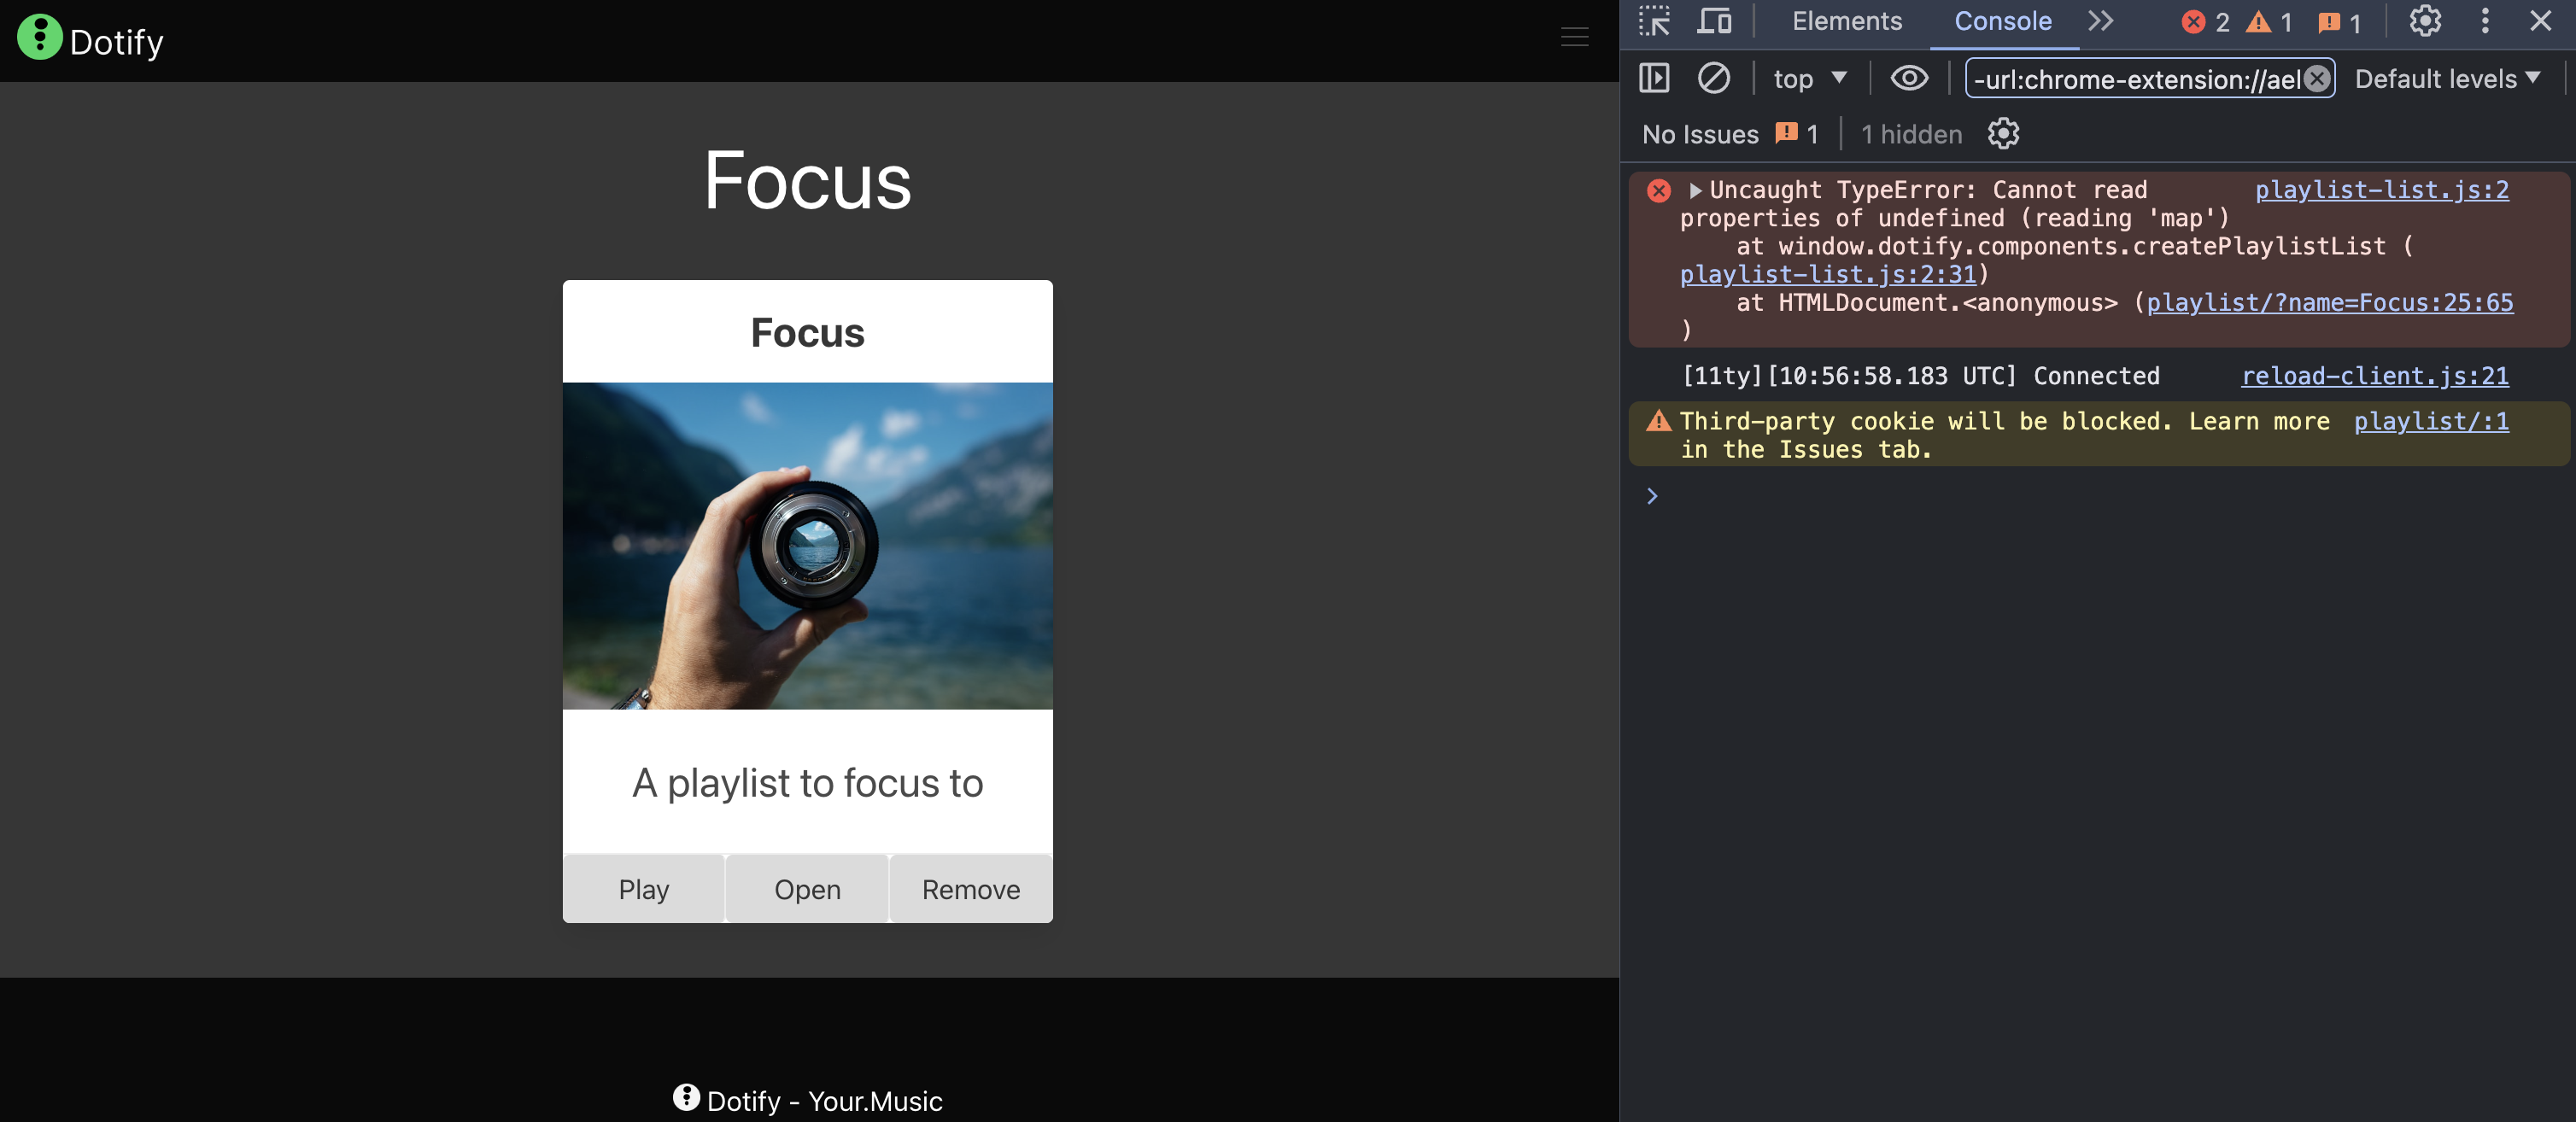 Dotify
Focus
Focus
A playlist to focus to
Play Open Remove
Dotify - Your.Music
Elements Console 2 1 1
top -url:chrome-extension://ael Default levels
No Issues 1 1 hidden
Uncaught TypeError: Cannot read playlist-list.js:2
properties of undefined (reading 'map')
at window.dotify.components.createPlaylistList (
playlist-list.js:2:31)
at HTMLDocument.<anonymous> (playlist/?name=Focus:25:65
)
[11ty][10:56:58.183 UTC] Connected reload-client.js:21
Third-party cookie will be blocked. Learn more playlist/:1
in the Issues tab.